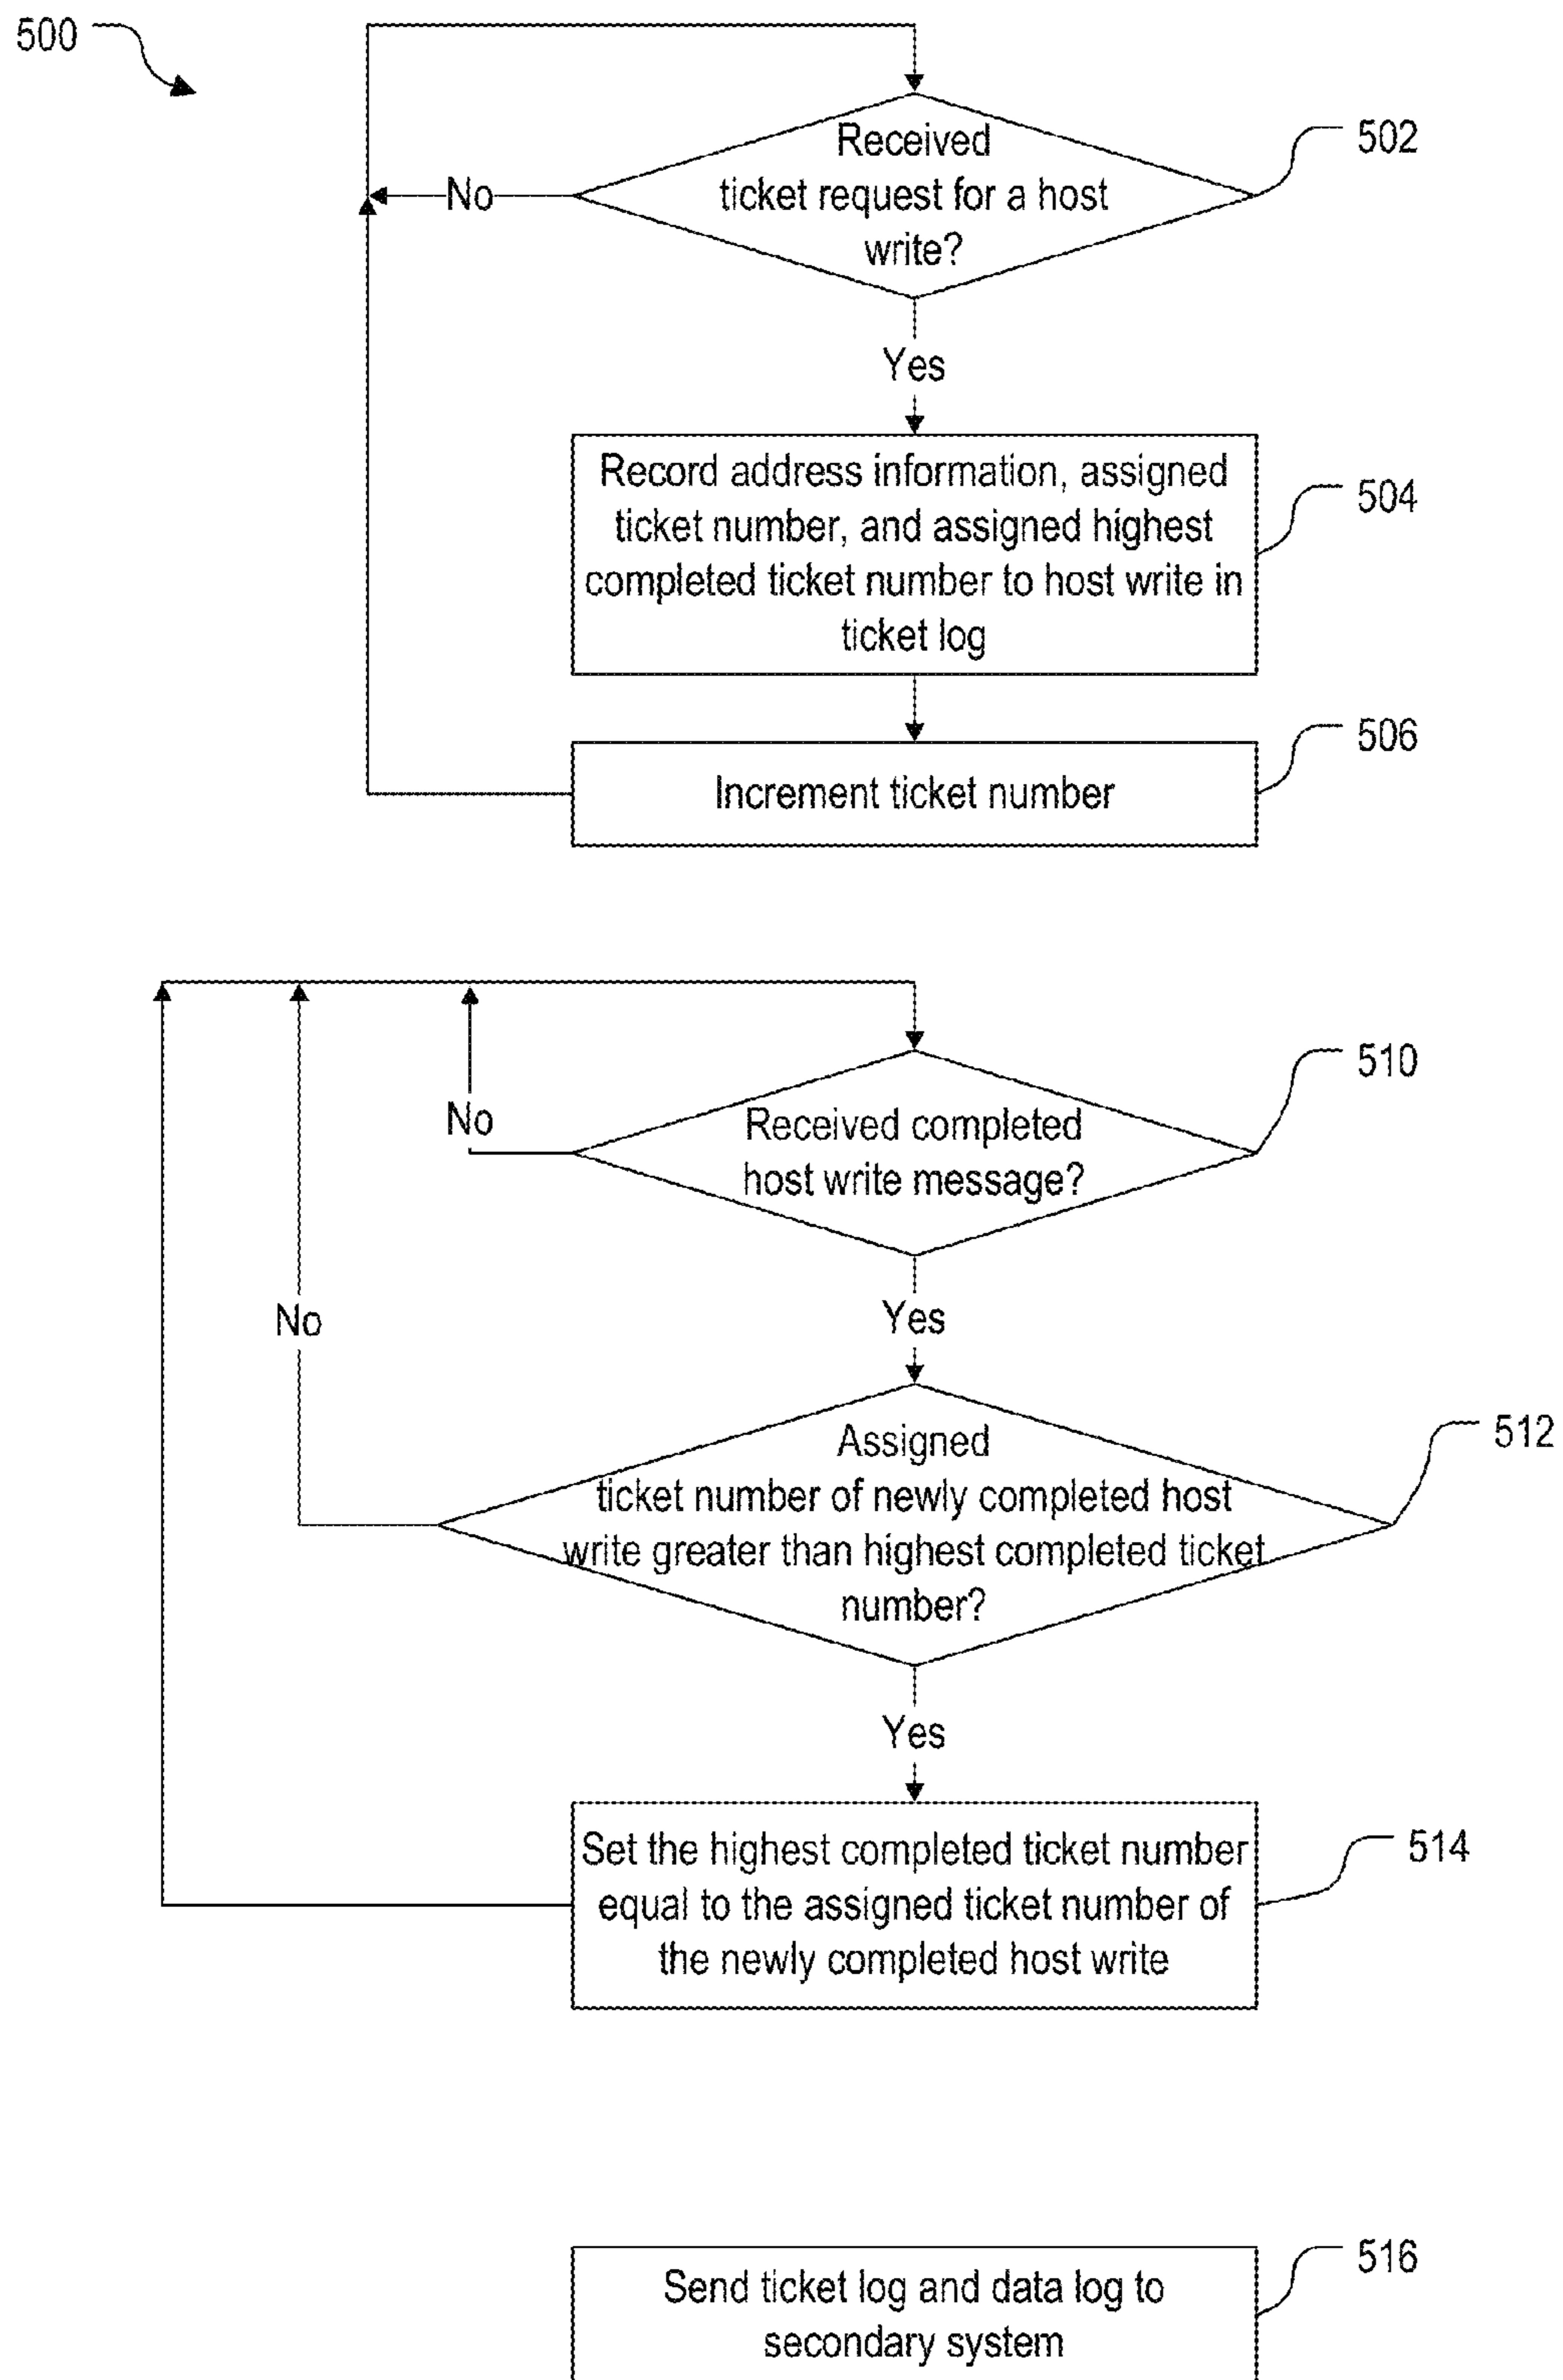 500
Received
ticket request for a host
write?
502
No
Yes
Record address information, assigned
ticket number, and assigned highest
completed ticket number to host write in
ticket log
504
Increment ticket number
506
Received completed
host write message?
510
No
Yes
Assigned
ticket number of newly completed host
write greater than highest completed ticket
number?
512
No
Yes
Set the highest completed ticket number
equal to the assigned ticket number of
the newly completed host write
514
Send ticket log and data log to
secondary system
516